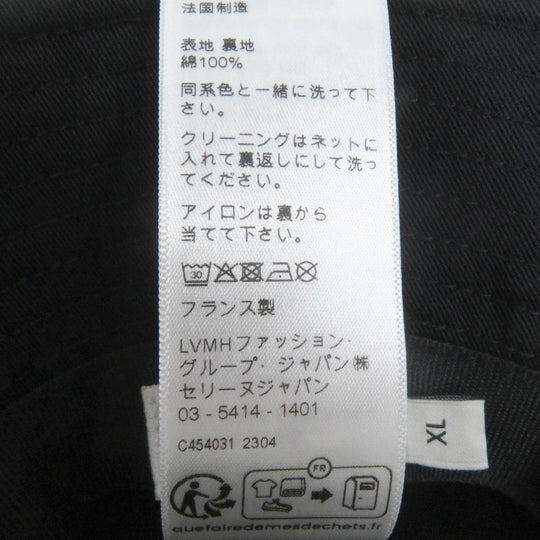 法国制造
表地 裏地
綿100%
同系色と一緒に洗って下
さい。
クリーニングはネットに
入れて裏返しにして洗っ
てください。
アイロンは裏から
当てて下さい。
30
フランス製
LVMHファッション・
グループ・ジャパン㈱
セリーヌジャパン
03 - 5414 - 1401
C454031 2304
XL
FR
quefairedemesdechets.fr